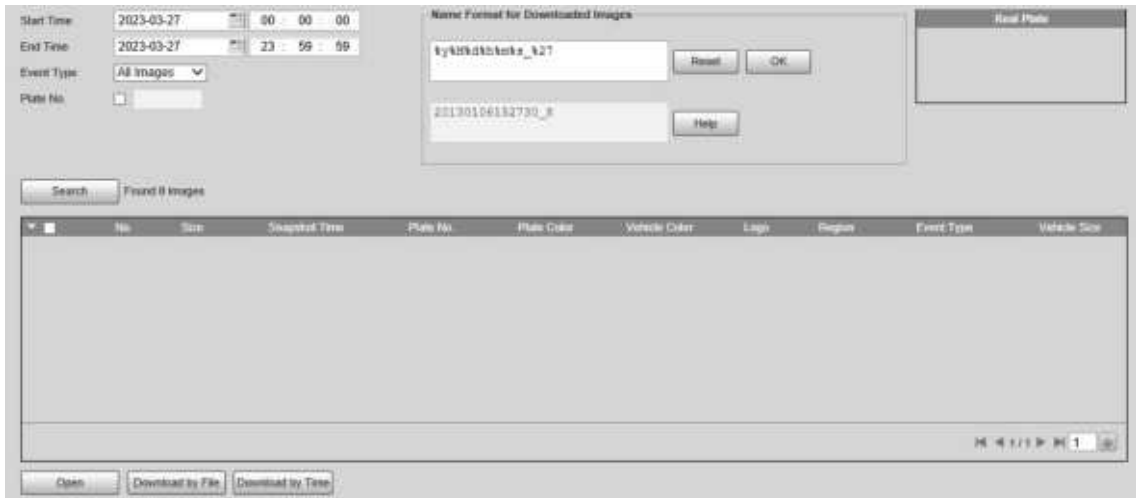 Start Time 2023-03-27 00 : 00 : 00
End Time 2023-03-27 23 : 59 : 59
Event Type All Images
Plate No.
Name Format for Downloaded Images
Reset OK
20130106152730_8
Help
Real Plate
Search Found 0 Images
No. Size Snapshot Time Plate No. Plate Color Vehicle Color Logo Region Event Type Vehicle Size
1 / 1 1
Open Download by File Download by Time